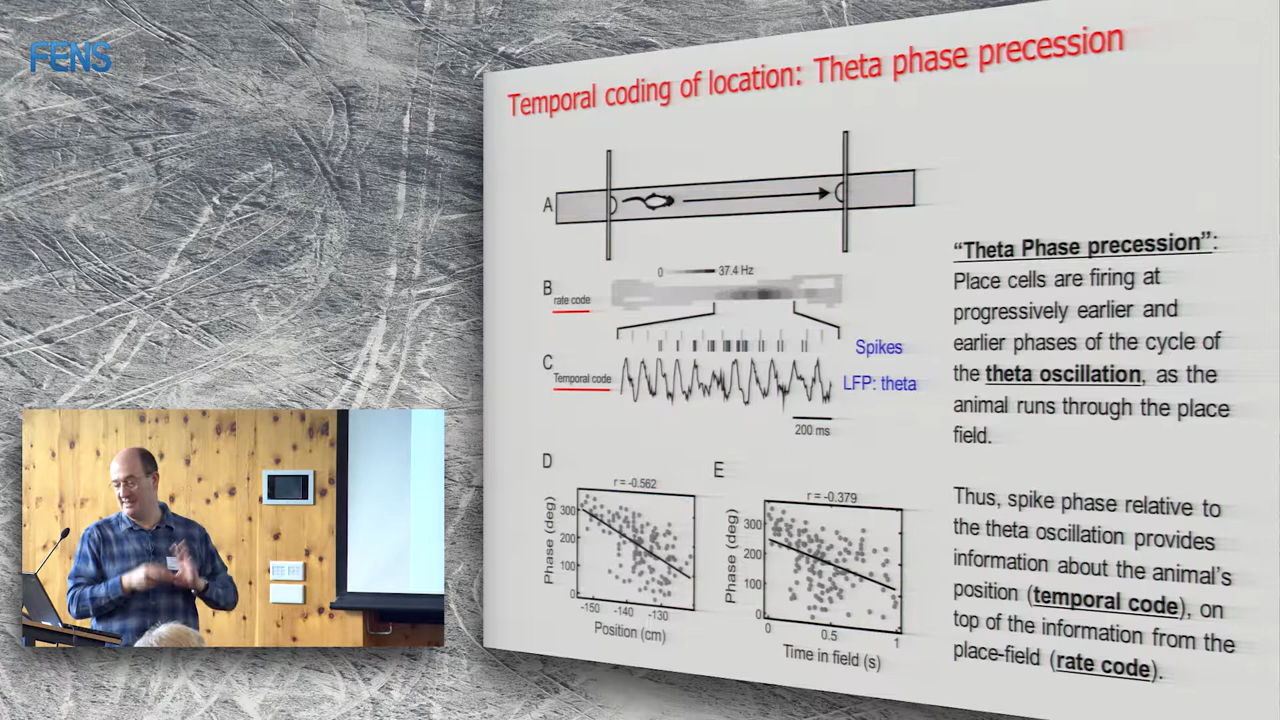 FENS
Temporal coding of location: Theta phase precession
A
B
rate code
0
37.4 Hz
C
Temporal code
Spikes
LFP: theta
200 ms
D
r = -0.562
Phase (deg)
300
200
100
0
-150 -140 -130
Position (cm)
E
r = -0.379
Phase (deg)
300
200
100
0
0 0.5 1
Time in field (s)
“Theta Phase precession”:
Place cells are firing at
progressively earlier and
earlier phases of the cycle of
the theta oscillation, as the
animal runs through the place
field.
Thus, spike phase relative to
the theta oscillation provides
information about the animal’s
position (temporal code), on
top of the information from the
place-field (rate code).